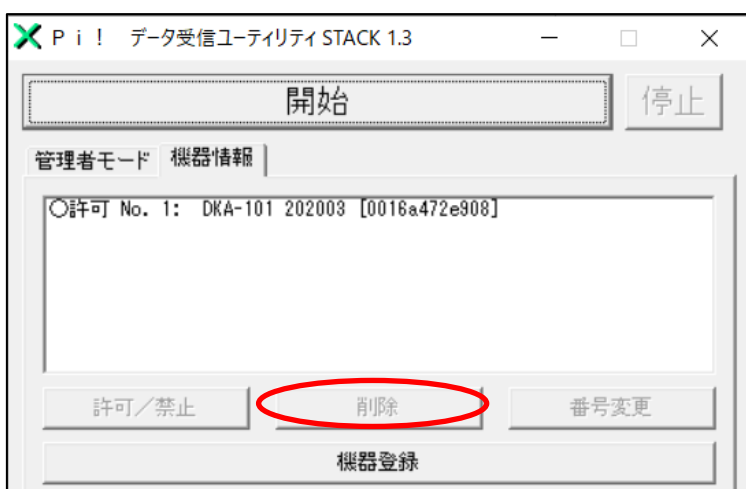 Pi! データ受信ユーティリティ STACK 1.3
開始 停止
管理者モード 機器情報
○許可 No. 1: DKA-101 202003 [0016a472e908]
許可/禁止 削除 番号変更
機器登録